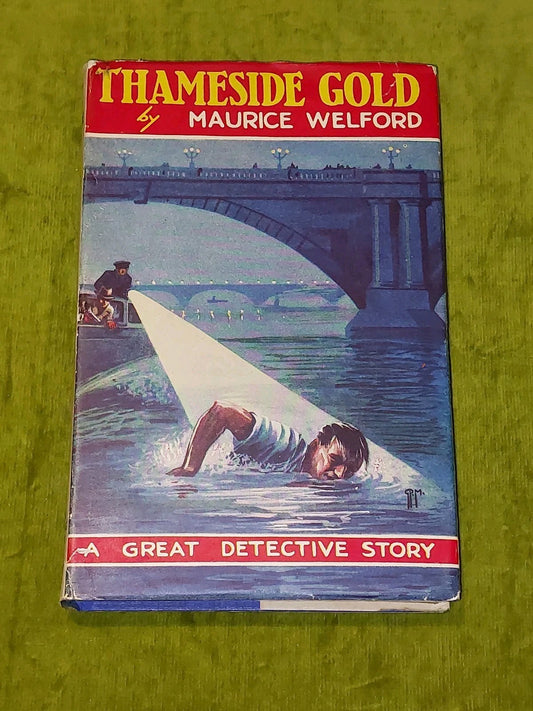 THAMESIDE GOLD
by MAURICE WELFORD
A GREAT DETECTIVE STORY